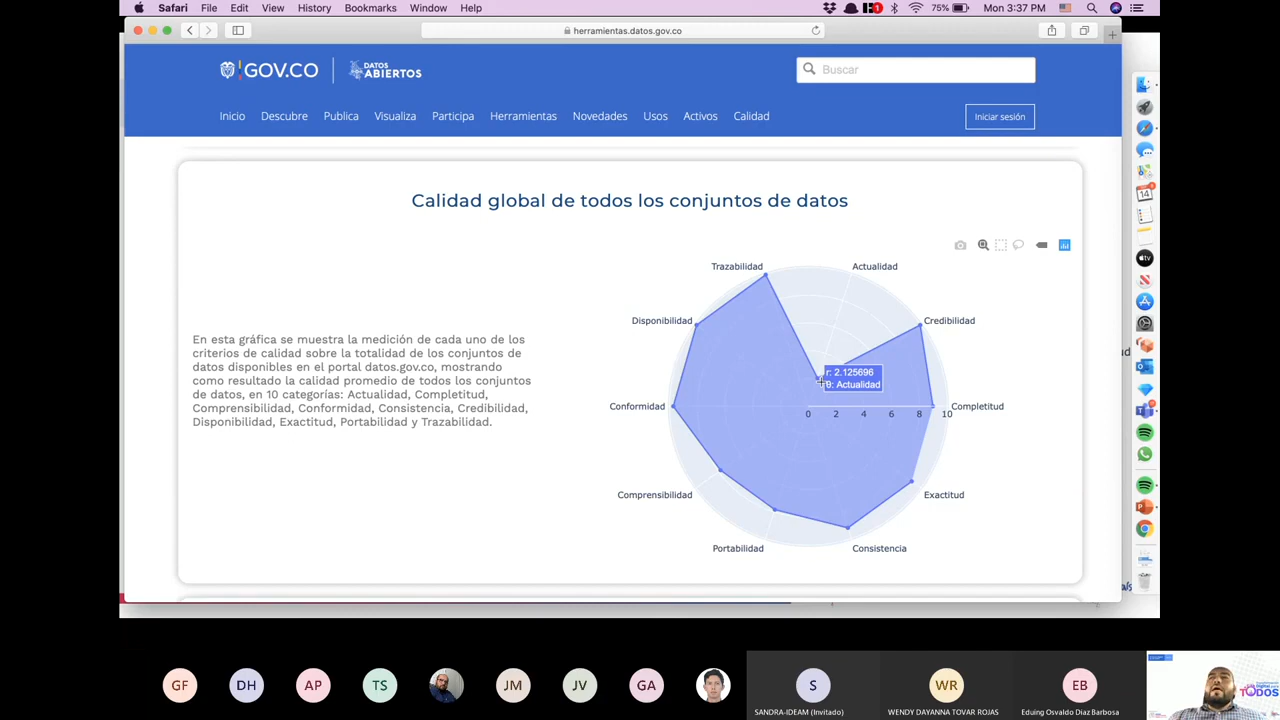 Safari File Edit View History Bookmarks Window Help 1 75% Mon 3:37 PM
herramientas.datos.gov.co
GOV.CO DATOS ABIERTOS Buscar
Inicio Descubre Publica Visualiza Participa Herramientas Novedades Usos Activos Calidad Iniciar sesión
Calidad global de todos los conjuntos de datos
En esta gráfica se muestra la medición de cada uno de los
criterios de calidad sobre la totalidad de los conjuntos de
datos disponibles en el portal datos.gov.co, mostrando
como resultado la calidad promedio de todos los conjuntos
de datos, en 10 categorías: Actualidad, Completitud,
Comprensibilidad, Conformidad, Consistencia, Credibilidad,
Disponibilidad, Exactitud, Portabilidad y Trazabilidad.
Trazabilidad Actualidad
Disponibilidad Credibilidad
r: 2.125696
θ: Actualidad
Conformidad Completitud
0 2 4 6 8 10
Comprensibilidad Exactitud
Portabilidad Consistencia
14
tv
ud
aís
GF DH AP TS JM JV GA S WR EB
SANDRA-IDEAM (Invitado) WENDY DAYANNA TOVAR ROJAS Eduing Osvaldo Diaz Barbosa
TODOS